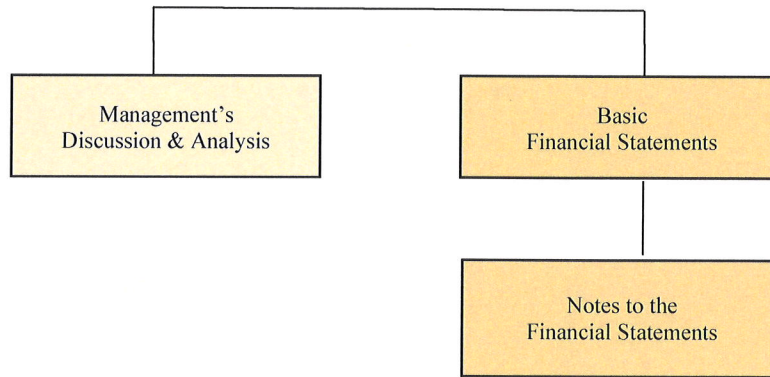 Management’s
Discussion & Analysis
Basic
Financial Statements
Notes to the
Financial Statements